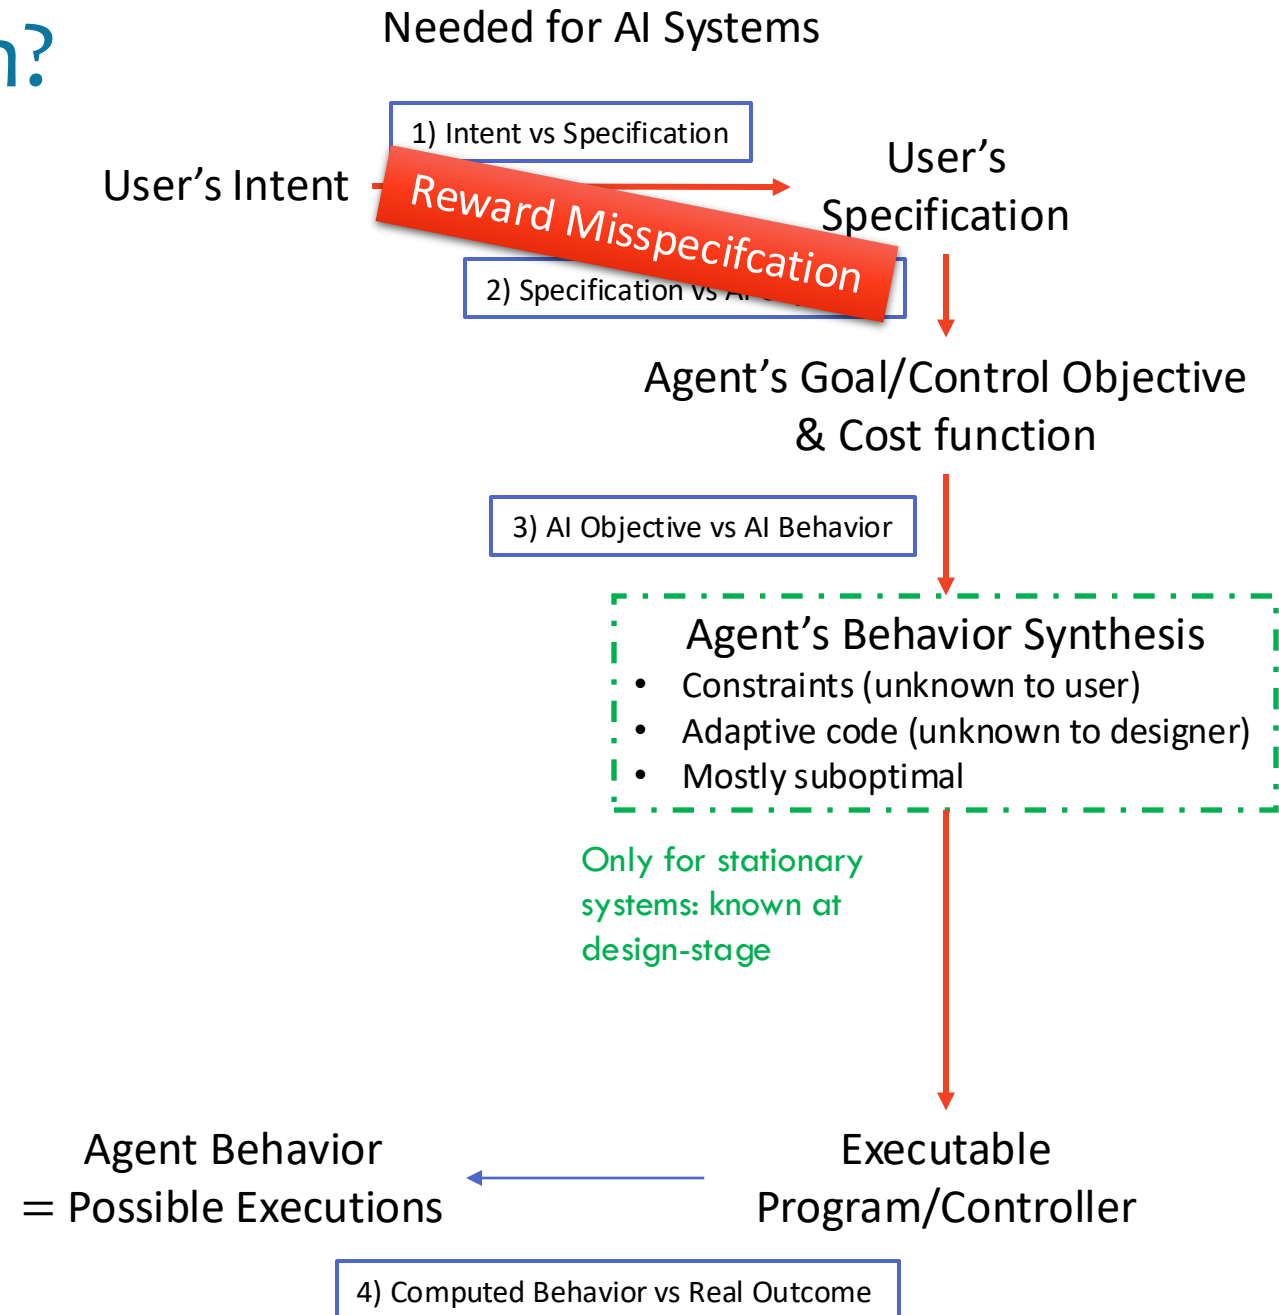 n?
Needed for AI Systems
1) Intent vs Specification
User's Intent
User's
Specification
Reward Misspecifcation
2) Specification vs AI
Agent's Goal/Control Objective
& Cost function
3) AI Objective vs AI Behavior
Agent's Behavior Synthesis
• Constraints (unknown to user)
• Adaptive code (unknown to designer)
• Mostly suboptimal
Only for stationary
systems: known at
design-stage
Agent Behavior
= Possible Executions
Executable
Program/Controller
4) Computed Behavior vs Real Outcome